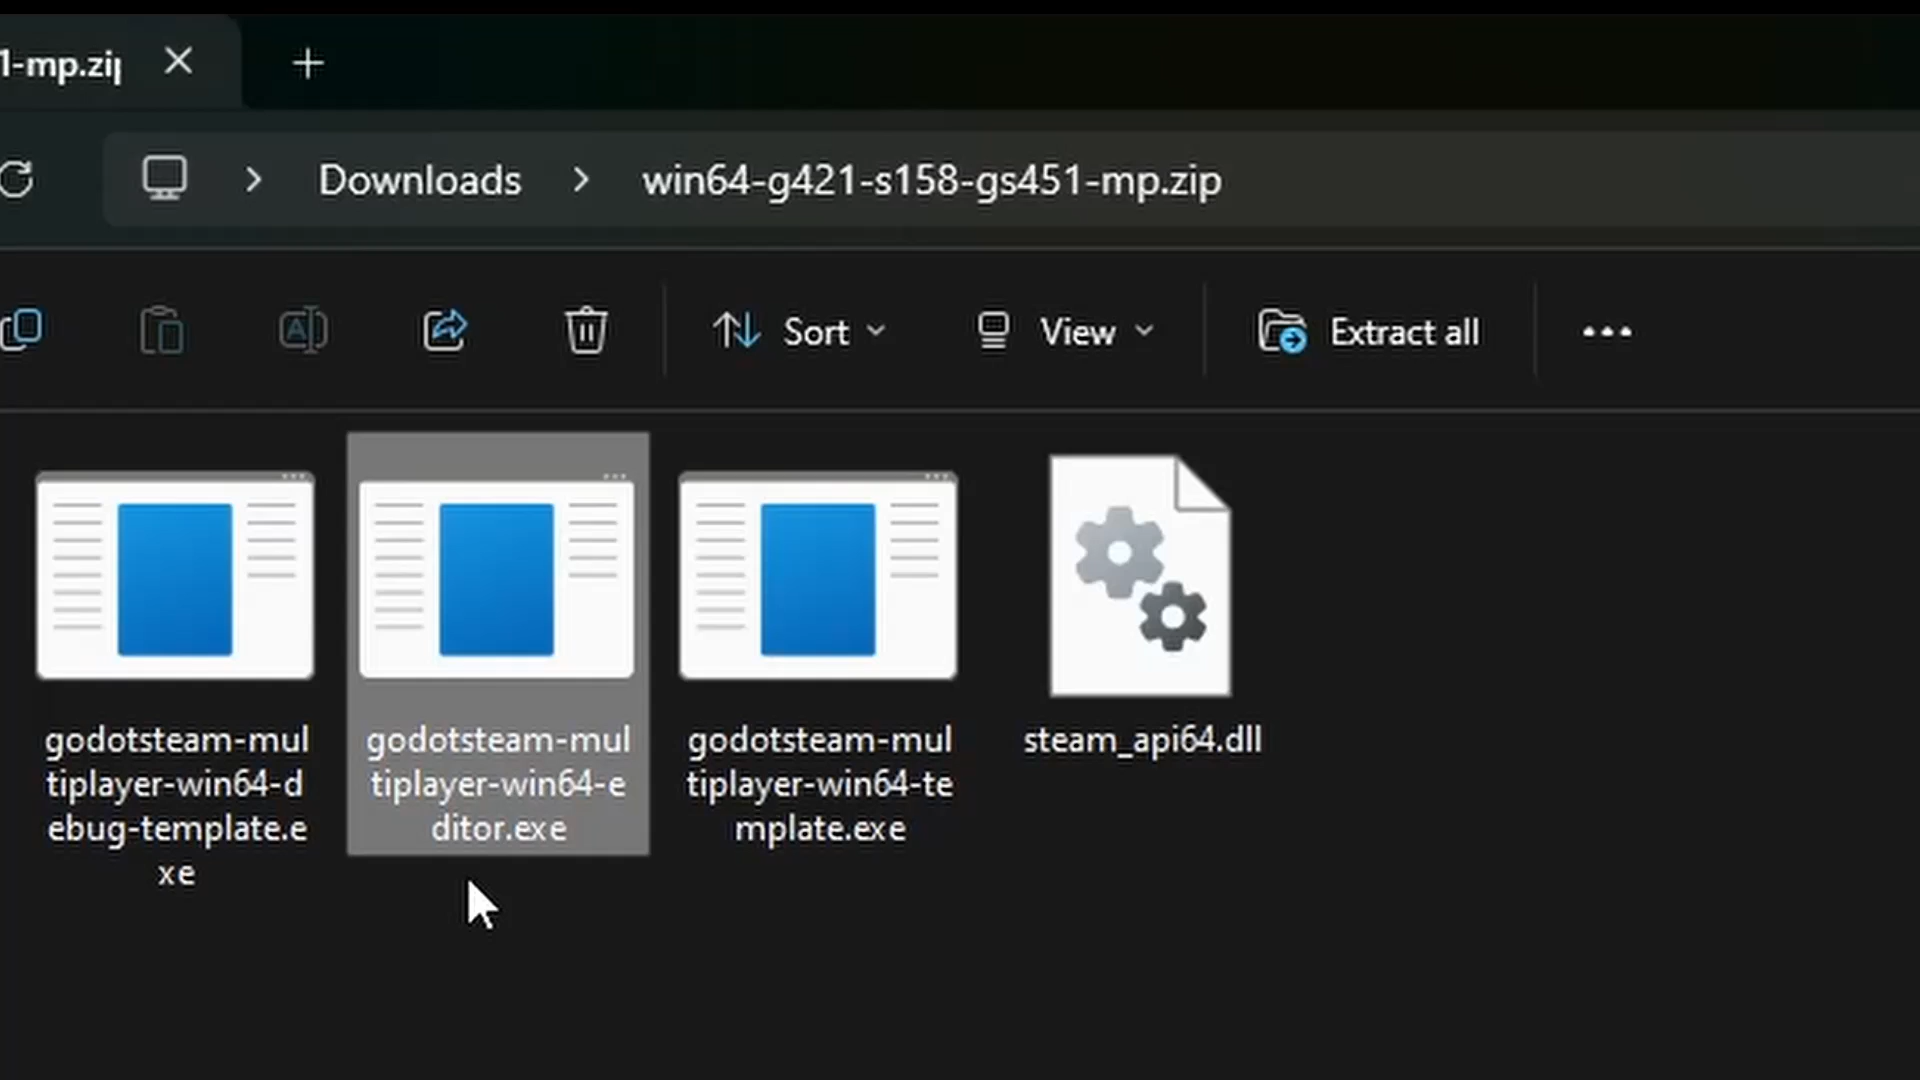 1-mp.zip
Downloads
win64-g421-s158-gs451-mp.zip
Sort
View
Extract all
godotsteam-mul
tiplayer-win64-d
ebug-template.e
xe
godotsteam-mul
tiplayer-win64-e
ditor.exe
godotsteam-mul
tiplayer-win64-te
mplate.exe
steam_api64.dll